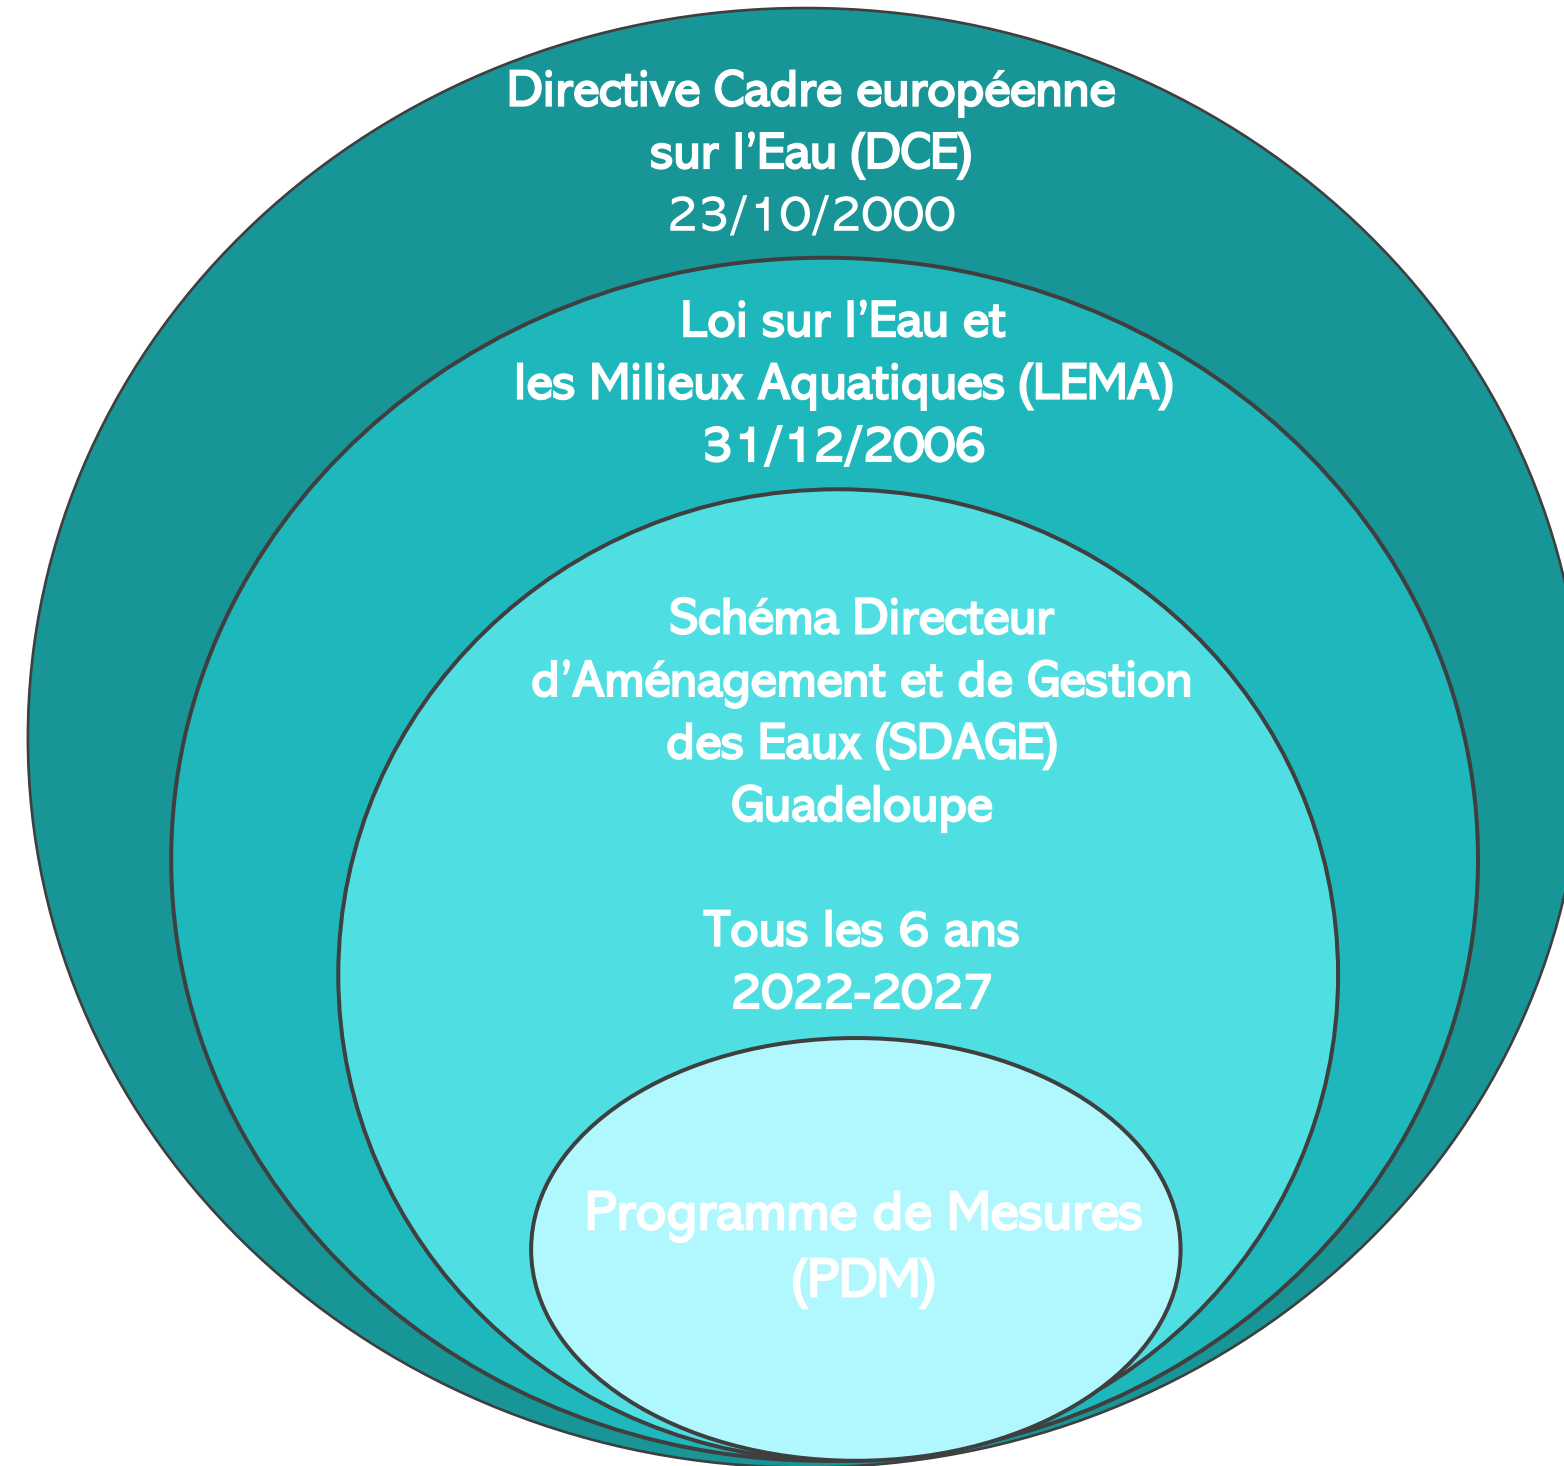 Directive Cadre européenne
sur l’Eau (DCE)
23/10/2000
Loi sur l’Eau et
les Milieux Aquatiques (LEMA)
31/12/2006
Schéma Directeur
d’Aménagement et de Gestion
des Eaux (SDAGE)
Guadeloupe
Tous les 6 ans
2022-2027
Programme de Mesures
(PDM)